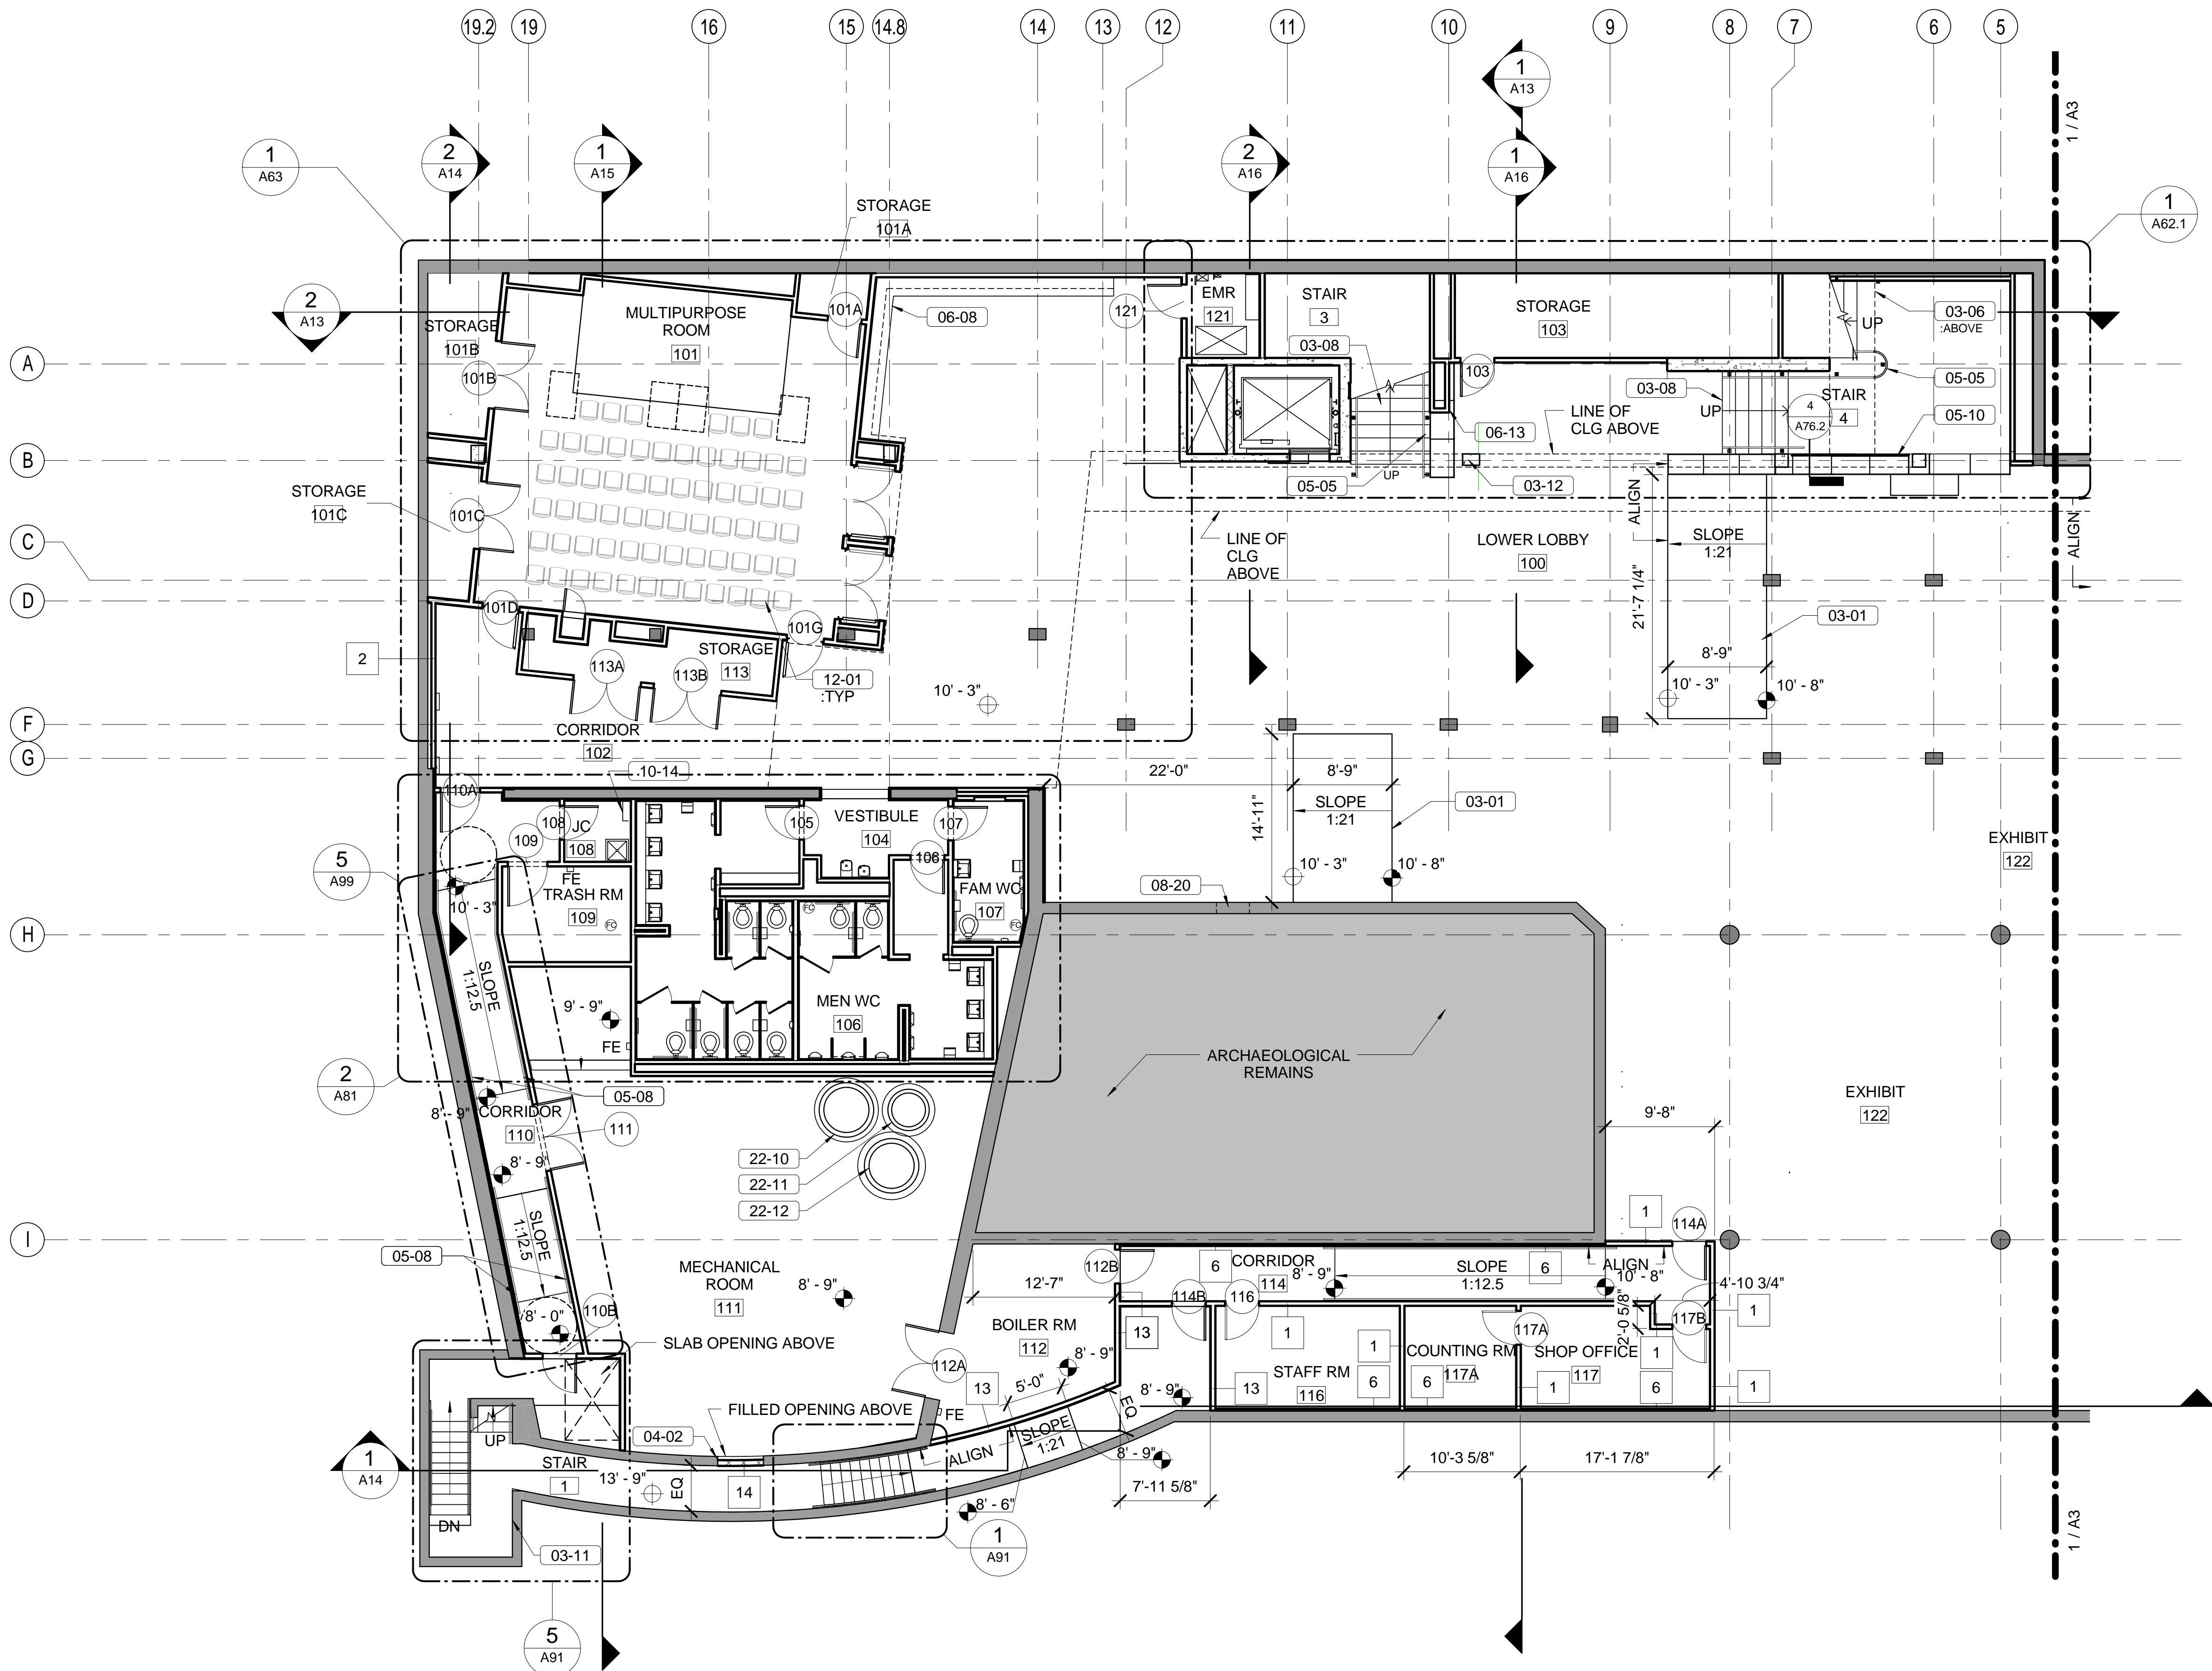 19.2 19 16 15 14.8 14 13 12 11 10 9 8 7 6 5
1
A13
1 / A3
1
A63
2
A14
1
A15
2
A16
1
A16
1
A62.1
STORAGE
101A
2
A13
STORAGE
101B
101B
MULTIPURPOSE
ROOM
101
101A
06-08
121
EMR
121
STAIR
3
03-08
STORAGE
103
103
UP
03-06
:ABOVE
A
03-08
UP
STAIR
4
4
A76.2
05-05
05-10
LINE OF
CLG ABOVE
06-13
B
05-05
UP
03-12
STORAGE
101C
101C
ALIGN
ALIGN
C
LINE OF
CLG
ABOVE
LOWER LOBBY
100
SLOPE
1:21
21'-7 1/4"
D
101D
101G
03-01
2
STORAGE
113
113A
113B
12-01
:TYP
8'-9"
10' - 3"
10' - 3"
10' - 8"
F
CORRIDOR
102
G
10-14
22'-0"
8'-9"
110A
SLOPE
1:21
03-01
14'-11"
108
JC
108
105
VESTIBULE
104
107
106
109
EXHIBIT
122
5
A99
FE
TRASH RM
109
FC
10' - 3"
FC
FAM WC
107
FC
10' - 3"
10' - 8"
08-20
H
SLOPE
1:12.5
9' - 9"
FE
MEN WC
106
ARCHAEOLOGICAL
REMAINS
2
A81
05-08
8' - 9"
CORRIDOR
110
111
8' - 9"
EXHIBIT
122
9'-8"
22-10
22-11
22-12
I
SLOPE
1:12.5
05-08
8' - 0"
110B
MECHANICAL
ROOM
111
8' - 9"
12'-7"
112B
CORRIDOR
114
6
8' - 9"
SLOPE
1:12.5
6
1
ALIGN
10' - 8"
114A
4'-10 3/4"
114B
116
2'-0 5/8"
117B
1
SLAB OPENING ABOVE
BOILER RM
112
112A
13
8' - 9"
1
1
117A
1
STAFF RM
116
COUNTING RM
117A
SHOP OFFICE
117
13
5'-0"
8' - 9"
13
6
6
1
6
1
FILLED OPENING ABOVE
FE
EQ
04-02
UP
ALIGN
SLOPE
1:21
8' - 9"
1
A14
STAIR
1
13' - 9"
EQ
14
10'-3 5/8"
17'-1 7/8"
7'-11 5/8"
8' - 6"
DN
03-11
1
A91
1 / A3
5
A91